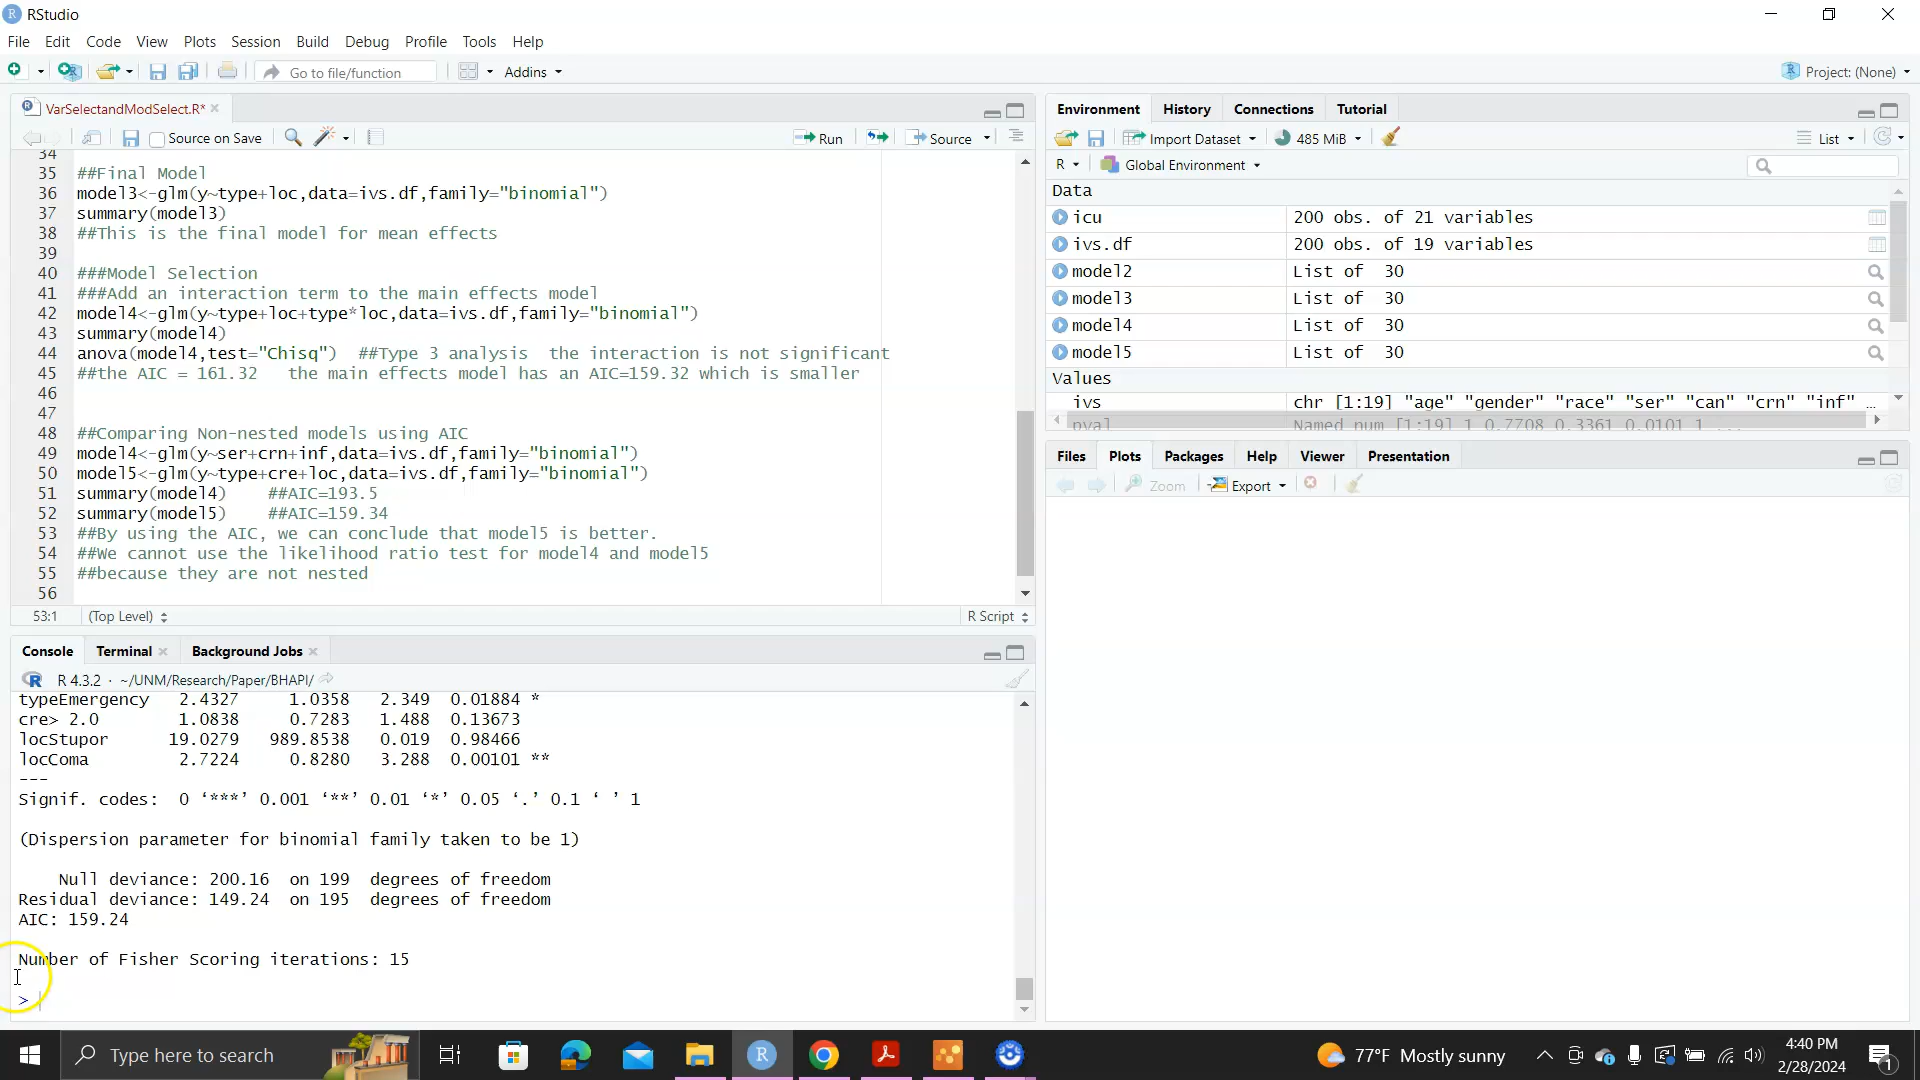 RStudio
File Edit Code View Plots Session Build Debug Profile Tools Help
Go to file/function Addins Project: (None)
VarSelectandModSelect.R*
Source on Save Run Source
34
35 ##Final Model
36 model3<-glm(y~type+loc,data=ivs.df,family="binomial")
37 summary(model3)
38 ##This is the final model for mean effects
39
40 ###Model Selection
41 ###Add an interaction term to the main effects model
42 model4<-glm(y~type+loc+type*loc,data=ivs.df,family="binomial")
43 summary(model4)
44 anova(model4,test="Chisq") ##Type 3 analysis the interaction is not significant
45 ##the AIC = 161.32 the main effects model has an AIC=159.32 which is smaller
46
47
48 ##Comparing Non-nested models using AIC
49 model4<-glm(y~ser+crn+inf,data=ivs.df,family="binomial")
50 model5<-glm(y~type+cre+loc,data=ivs.df,family="binomial")
51 summary(model4) ##AIC=193.5
52 summary(model5) ##AIC=159.34
53 ##By using the AIC, we can conclude that model5 is better.
54 ##We cannot use the likelihood ratio test for model4 and model5
55 ##because they are not nested
56
53:1 (Top Level) R Script
Console Terminal Background Jobs
R 4.3.2 · ~/UNM/Research/Paper/BHAPI/
typeEmergency 2.4327 1.0358 2.349 0.01884 *
cre> 2.0 1.0838 0.7283 1.488 0.13673
locStupor 19.0279 989.8538 0.019 0.98466
locComa 2.7224 0.8280 3.288 0.00101 **
---
Signif. codes: 0 ‘***’ 0.001 ‘**’ 0.01 ‘*’ 0.05 ‘.’ 0.1 ‘ ’ 1
(Dispersion parameter for binomial family taken to be 1)
Null deviance: 200.16 on 199 degrees of freedom
Residual deviance: 149.24 on 195 degrees of freedom
AIC: 159.24
Number of Fisher Scoring iterations: 15
>
Environment History Connections Tutorial
Import Dataset 485 MiB List
R Global Environment
Data
icu 200 obs. of 21 variables
ivs.df 200 obs. of 19 variables
model2 List of 30
model3 List of 30
model4 List of 30
model5 List of 30
Values
ivs chr [1:19] "age" "gender" "race" "ser" "can" "crn" "inf" ...
pval Named num [1:19] 1 0.7708 0.3361 0.0101 1 ...
Files Plots Packages Help Viewer Presentation
Zoom Export
Type here to search
77°F Mostly sunny
4:40 PM
2/28/2024
1